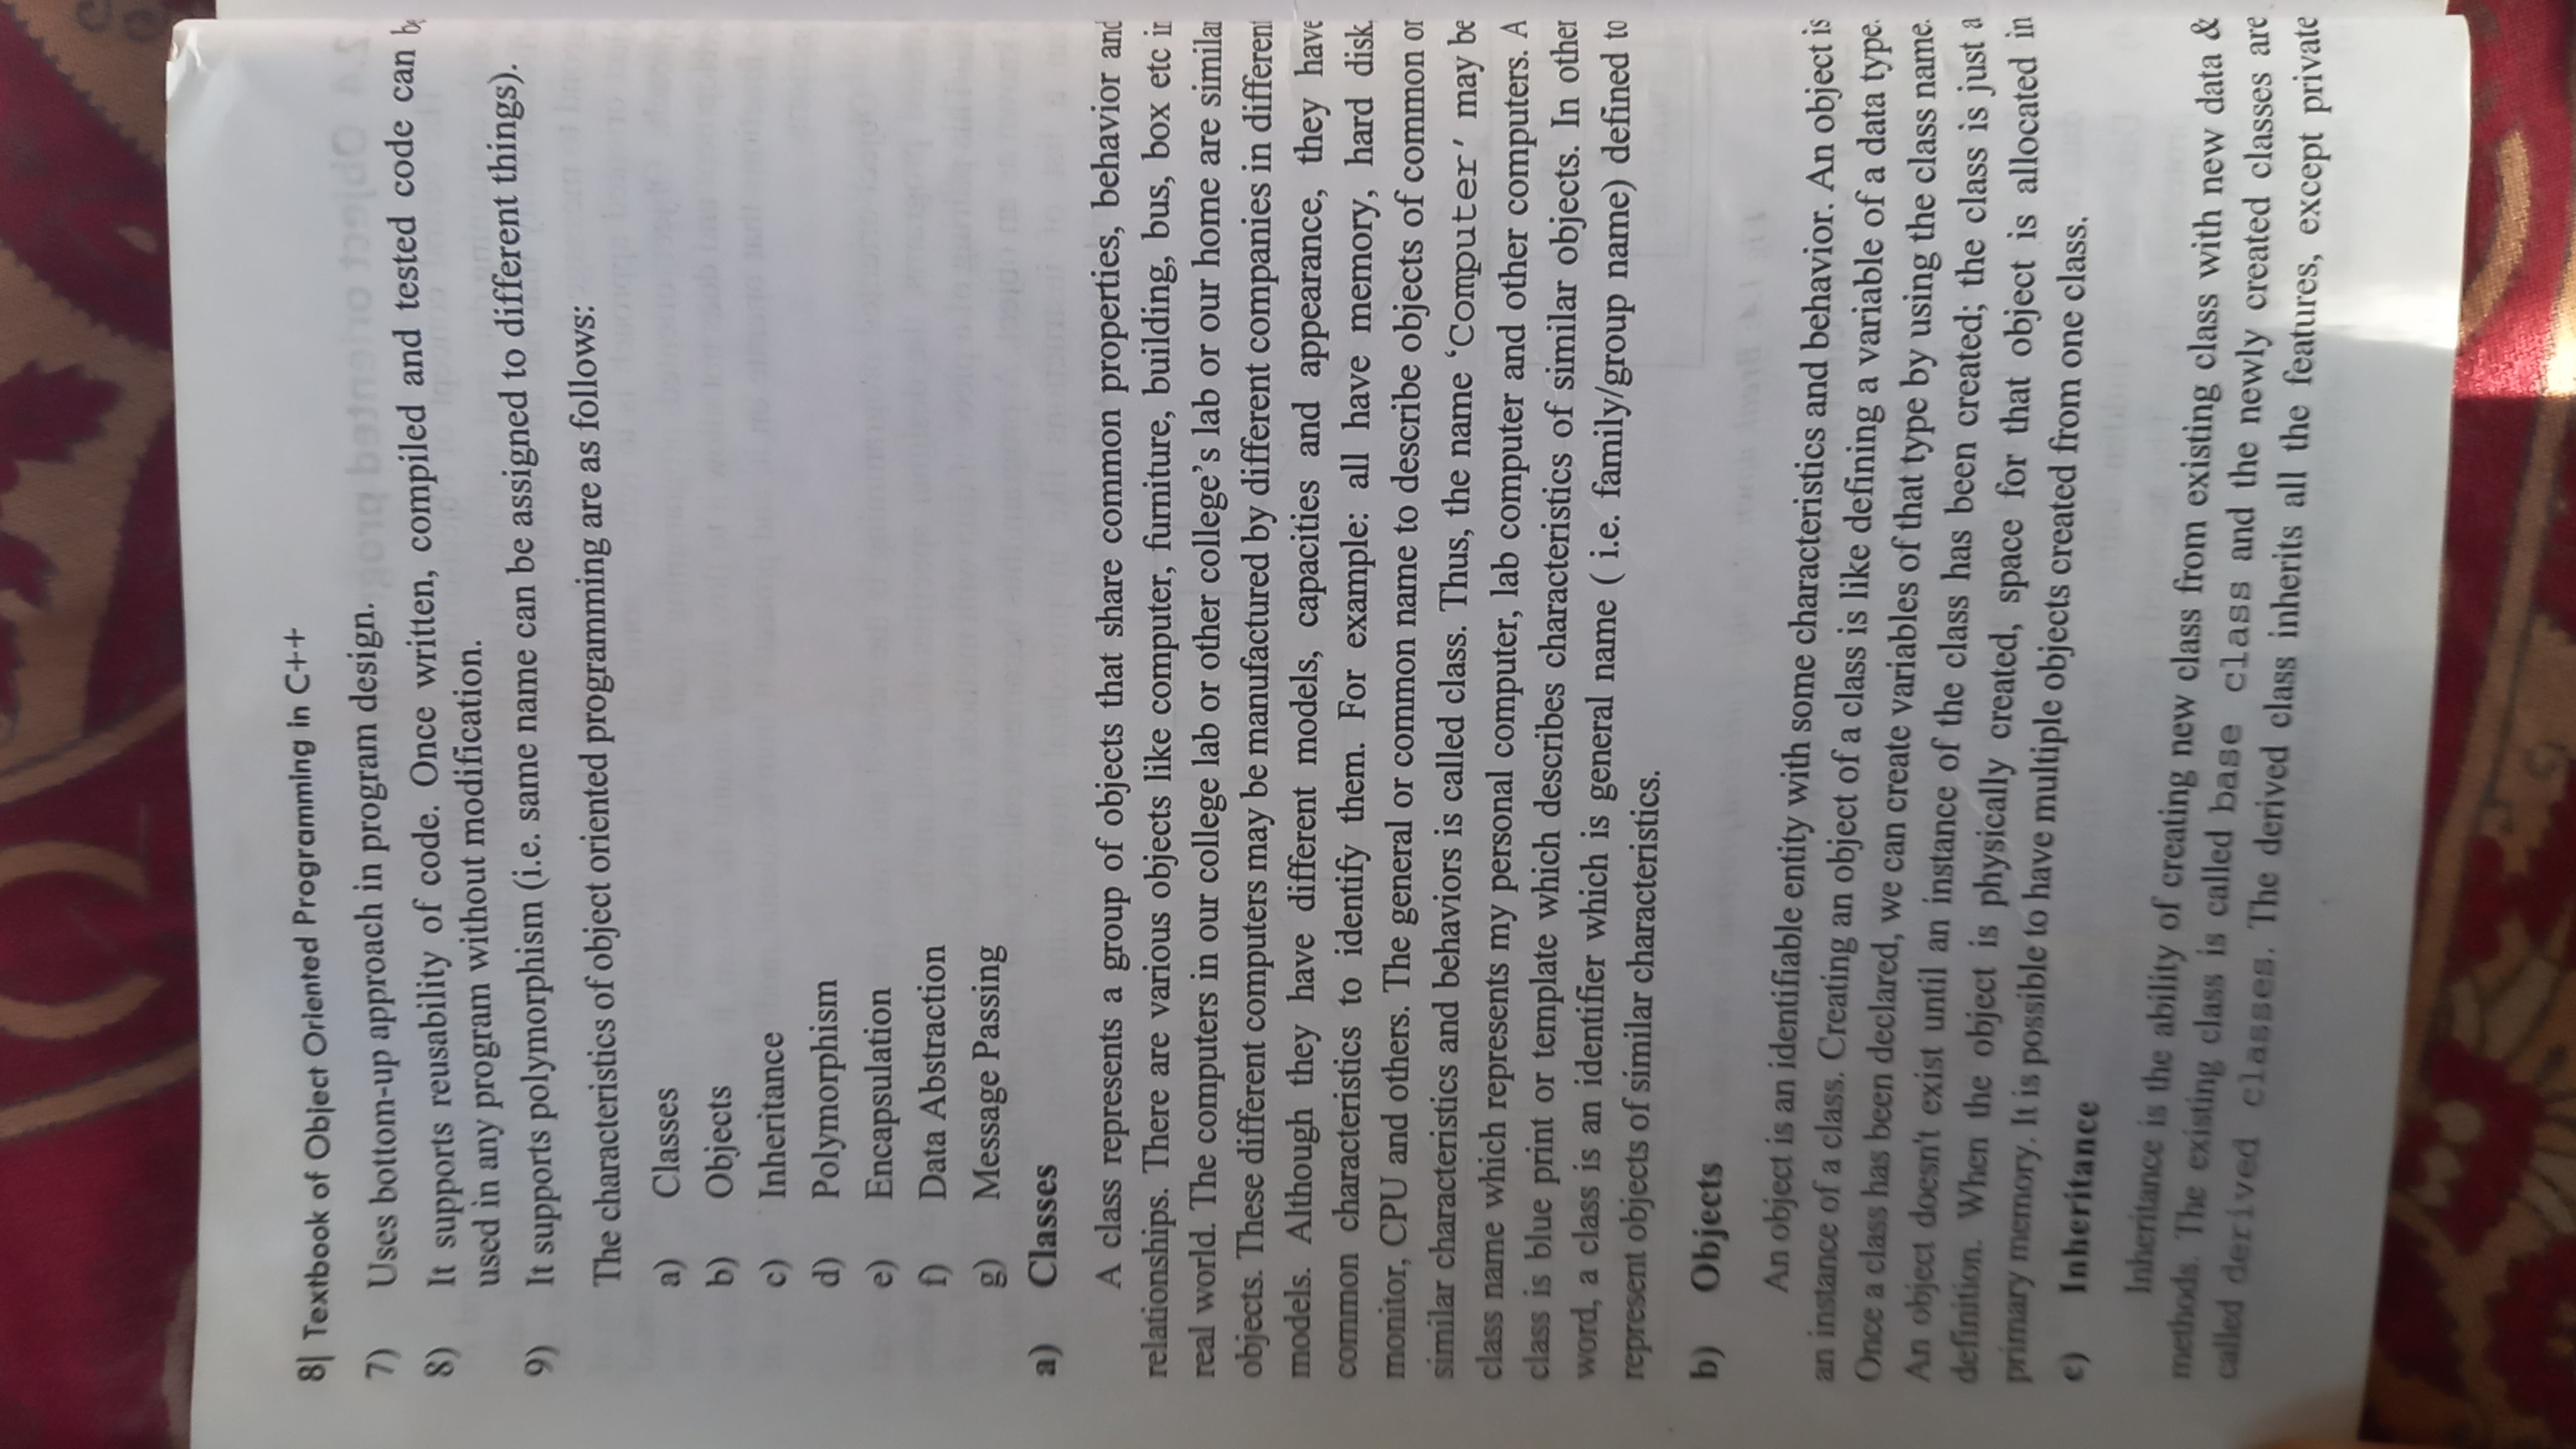 8| Textbook of Object Oriented Programming in C++
7) Uses bottom-up approach in program design.
8) It supports reusability of code. Once written, compiled and tested code can be
used in any program without modification.
9) It supports polymorphism (i.e. same name can be assigned to different things).
The characteristics of object oriented programming are as follows:
a) Classes
b) Objects
c) Inheritance
d) Polymorphism
e) Encapsulation
f) Data Abstraction
g) Message Passing
a) Classes
A class represents a group of objects that share common properties, behavior and
relationships. There are various objects like computer, furniture, building, bus, box etc in
real world. The computers in our college lab or other college's lab or our home are similar
objects. These different computers may be manufactured by different companies in different
models. Although they have different models, capacities and appearance, they have
common characteristics to identify them. For example: all have memory, hard disk
monitor, CPU and others. The general or common name to describe objects of common or
similar characteristics and behaviors is called class. Thus, the name ‘Computer’ may be
class name which represents my personal computer, lab computer and other computers. A
class is blue print or template which describes characteristics of similar objects. In other
word, a class is an identifier which is general name ( i.e. family/group name) defined to
represent objects of similar characteristics.
b) Objects
An object is an identifiable entity with some characteristics and behavior. An object is
an instance of a class. Creating an object of a class is like defining a variable of a data type.
Once a class has been declared, we can create variables of that type by using the class name.
An object doesn't exist until an instance of the class has been created; the class is just a
definition. When the object is physically created, space for that object is allocated in
primary memory. It is possible to have multiple objects created from one class.
c) Inheritance
Inheritance is the ability of creating new class from existing class with new data &
methods. The existing class is called base class and the newly created classes are
called derived classes. The derived class inherits all the features, except private